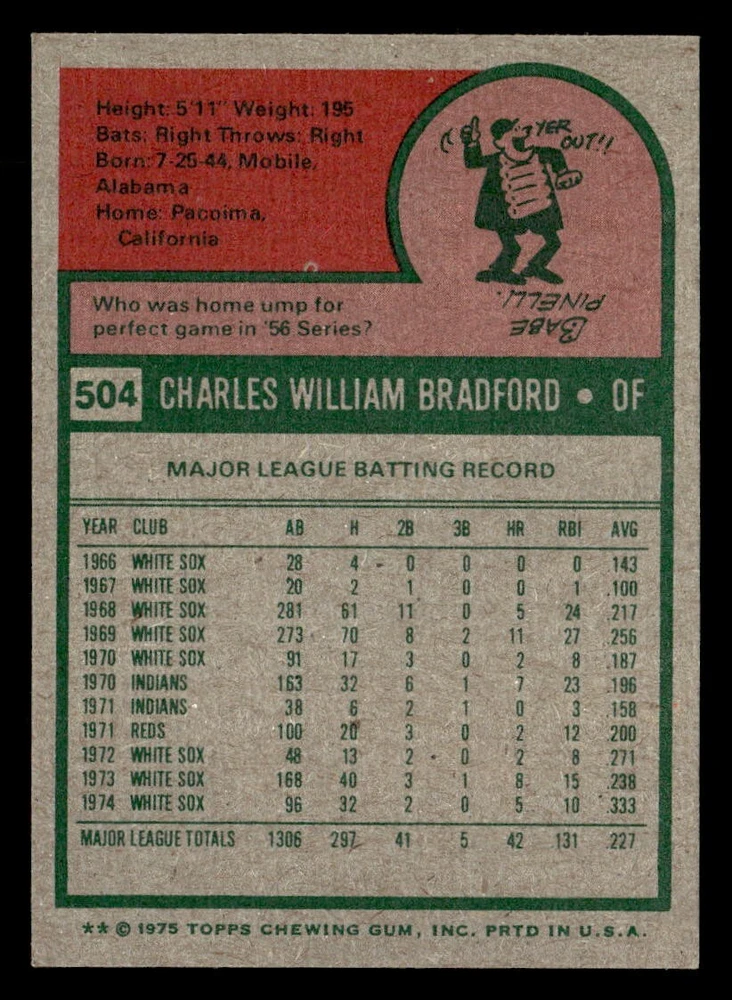 Height: 5'11" Weight: 195
Bats: Right Throws: Right
Born: 7-25-44, Mobile,
Alabama
Home: Pacoima,
California
YER
OUT!!
BABE
PINELLI.
Who was home ump for
perfect game in '56 Series?
504 CHARLES WILLIAM BRADFORD • OF
MAJOR LEAGUE BATTING RECORD
YEAR CLUB AB H 2B 3B HR RBI AVG
1966 WHITE SOX 28 4 0 0 0 0 .143
1967 WHITE SOX 20 2 1 0 0 1 .100
1968 WHITE SOX 281 61 11 0 5 24 .217
1969 WHITE SOX 273 70 8 2 11 27 .256
1970 WHITE SOX 91 17 3 0 2 8 .187
1970 INDIANS 163 32 6 1 7 23 .196
1971 INDIANS 38 6 2 1 0 3 .158
1971 REDS 100 20 3 0 2 12 .200
1972 WHITE SOX 48 13 2 0 2 8 .271
1973 WHITE SOX 168 40 3 1 8 15 .238
1974 WHITE SOX 96 32 2 0 5 10 .333
MAJOR LEAGUE TOTALS 1306 297 41 5 42 131 .227
** © 1975 TOPPS CHEWING GUM, INC. PRTD IN U.S.A.